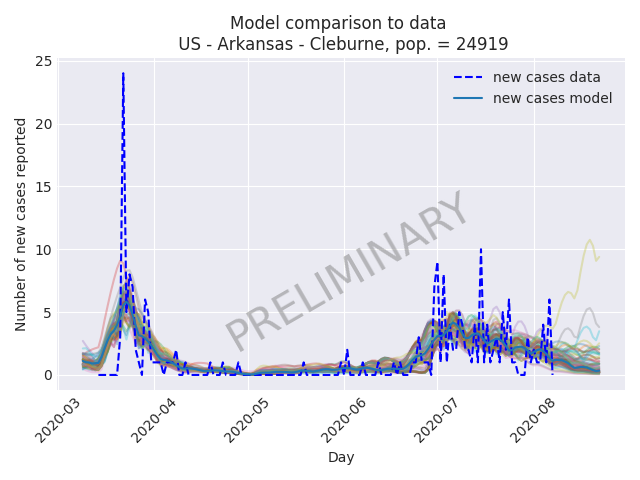 Model comparison to data
US - Arkansas - Cleburne, pop. = 24919
25
20
15
10
5
0
Number of new cases reported
new cases data
new cases model
PRELIMINARY
2020-03
2020-04
2020-05
2020-06
2020-07
2020-08
Day